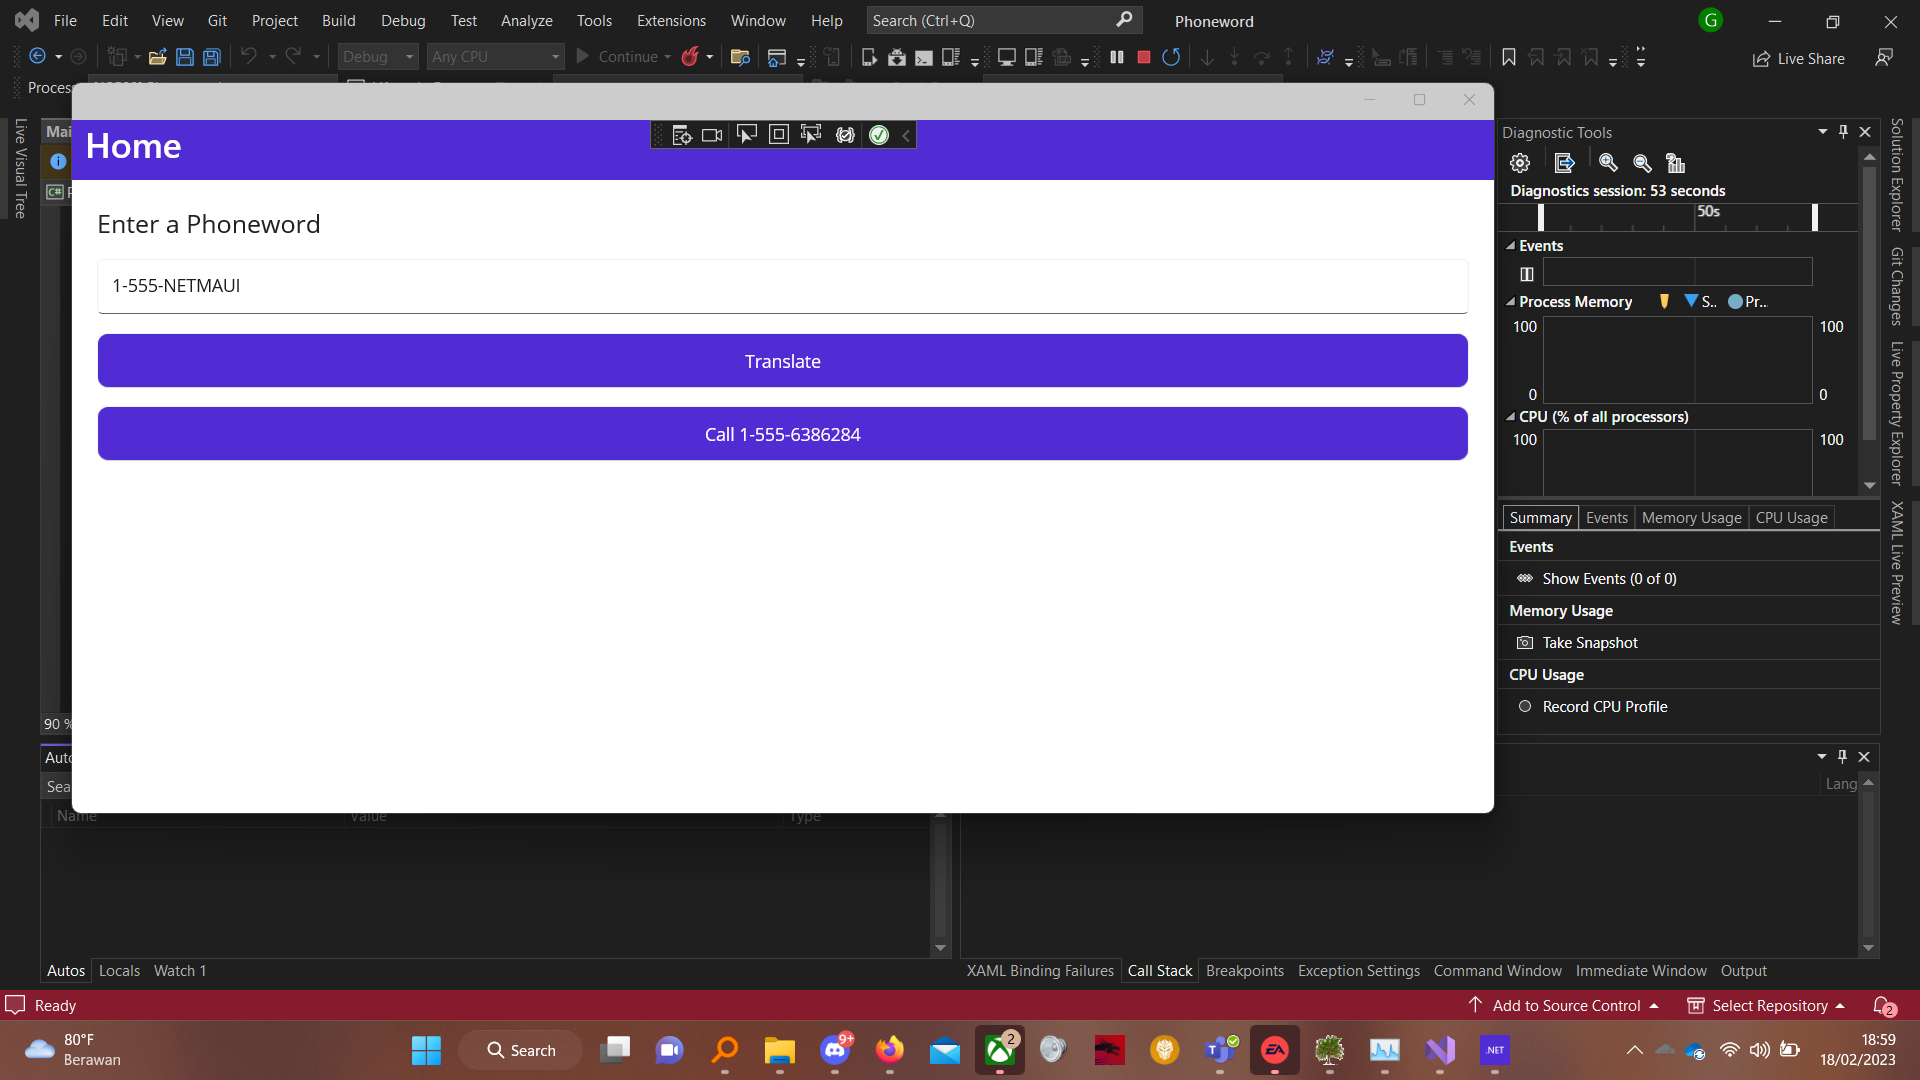 File Edit View Git Project Build Debug Test Analyze Tools Extensions Window Help Search (Ctrl+Q) Phoneword G
Debug Any CPU Continue Live Share
Process
Live Visual Tree
Mai
Home
Enter a Phoneword
1-555-NETMAUI
Translate
Call 1-555-6386284
C#
90 %
Diagnostic Tools
Diagnostics session: 53 seconds
50s
Events
Process Memory S.. Pr...
100 100
0 0
CPU (% of all processors)
100 100
Summary Events Memory Usage CPU Usage
Events
Show Events (0 of 0)
Memory Usage
Take Snapshot
CPU Usage
Record CPU Profile
Solution Explorer
Git Changes
Live Property Explorer
XAML Live Preview
Auto
Sea
Name Value Type
Lang
Autos Locals Watch 1
XAML Binding Failures Call Stack Breakpoints Exception Settings Command Window Immediate Window Output
Ready Add to Source Control Select Repository 2
80°F
Berawan
Search
9+
2
EA
.NET
18:59
18/02/2023